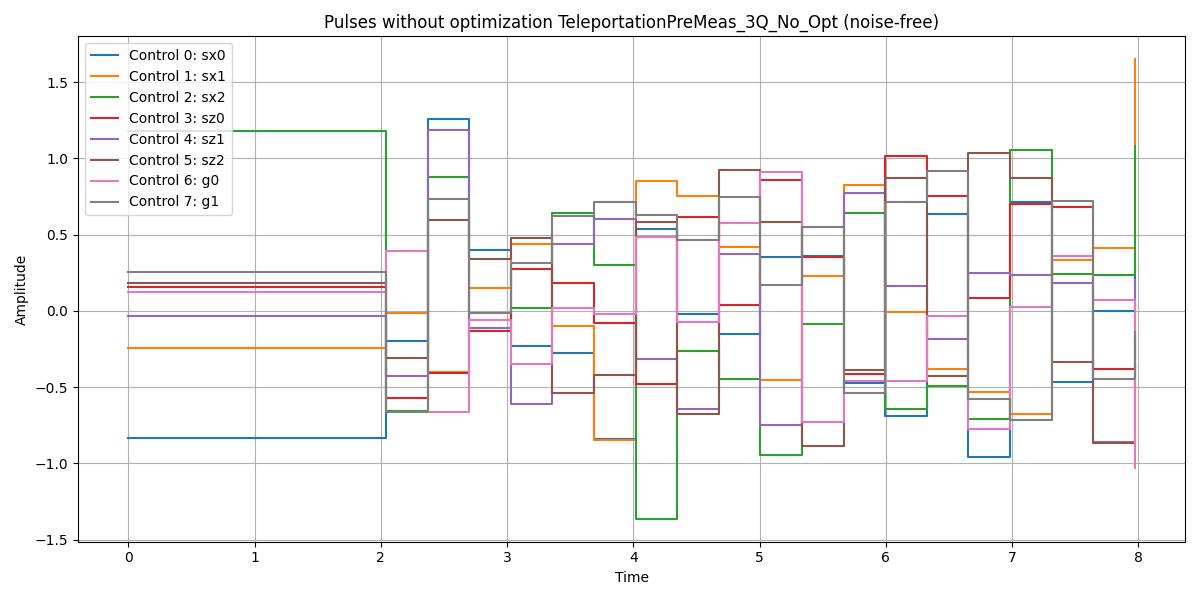 Pulses without optimization TeleportationPreMeas_3Q_No_Opt (noise-free)
Control 0: sx0
Control 1: sx1
Control 2: sx2
Control 3: sz0
Control 4: sz1
Control 5: sz2
Control 6: g0
Control 7: g1
1.5
1.0
0.5
0.0
−0.5
−1.0
−1.5
Amplitude
0 1 2 3 4 5 6 7 8
Time